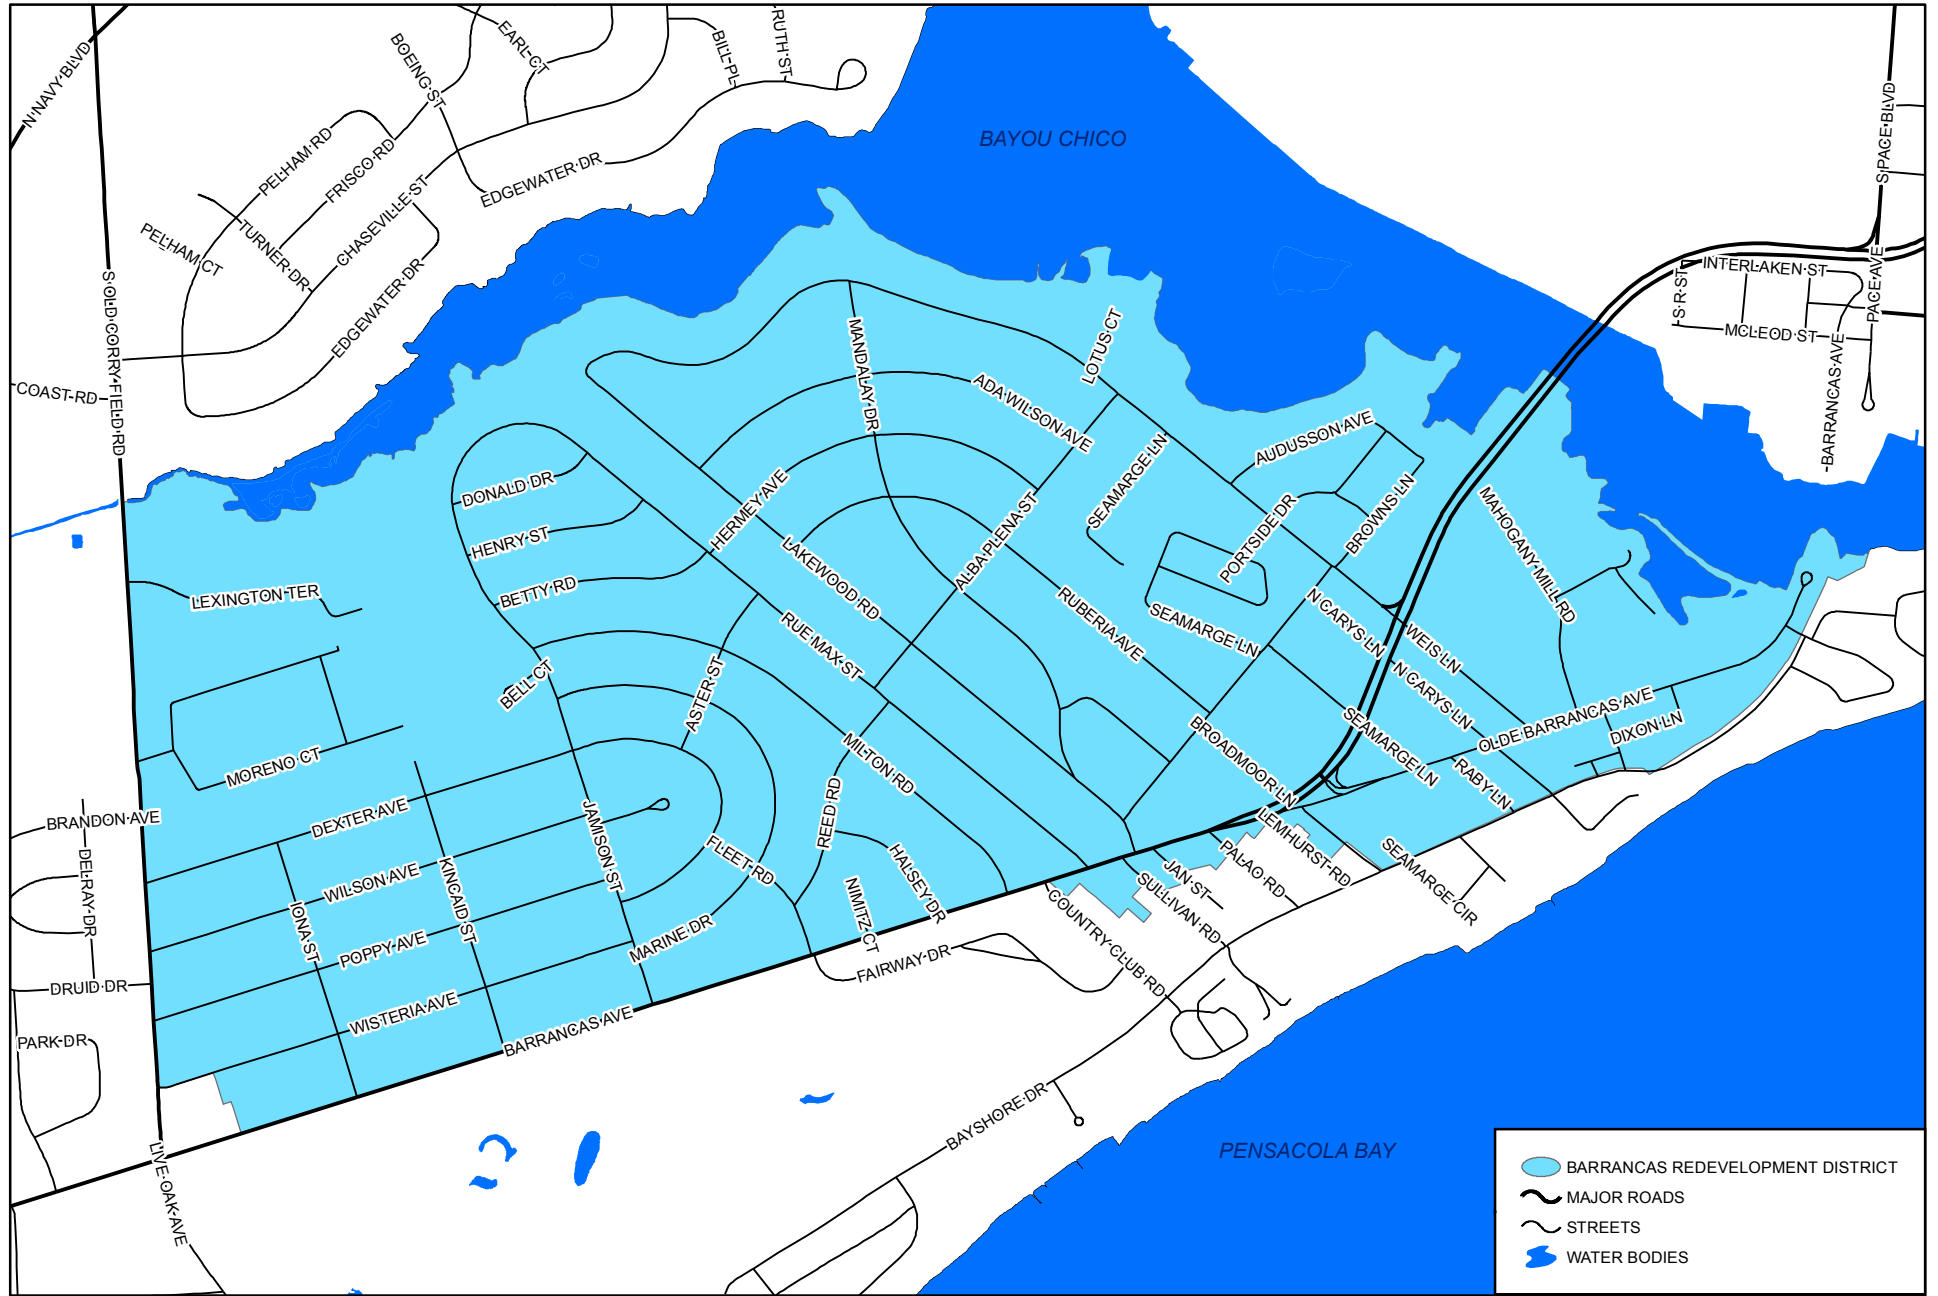 N NAVY BLVD
BOEING ST
EARL CT
BILL PL
RUTH ST
S PACE BLVD
BAYOU CHICO
PELHAM RD
FRISCO RD
CHASEVILLE ST
EDGEWATER DR
PELHAM CT
TURNER DR
EDGEWATER DR
S OLD CORRY FIELD RD
COAST RD
INTERLAKEN ST
S R ST
MCLEOD ST
PACE AVE
BARRANCAS AVE
MANDALAY DR
LOTUS CT
ADA WILSON AVE
SEAMARGE LN
AUDUSSON AVE
DONALD DR
HENRY ST
HERMEY AVE
BETTY RD
LAKEWOOD RD
ALBA PLENA ST
PORTSIDE DR
BROWNS LN
MAHOGANY MILL RD
LEXINGTON TER
RUE MAX ST
RUBERIA AVE
SEAMARGE LN
N CARYS LN
WEIS LN
N CARYS LN
BELL CT
ASTER ST
MILTON RD
BROADMOOR LN
SEAMARGE LN
OLDE BARRANCAS AVE
DIXON LN
RABY LN
MORENO CT
DEXTER AVE
JAMISON ST
REED RD
BRANDON AVE
DEL RAY DR
WILSON AVE
KINCAID ST
FLEET RD
HALSEY DR
NIMITZ CT
LEMHURST RD
PALAO RD
JAN ST
SULLIVAN RD
SEAMARGE CIR
COUNTRY CLUB RD
IONA ST
POPPY AVE
MARINE DR
FAIRWAY DR
DRUID DR
WISTERIA AVE
BARRANCAS AVE
PARK DR
BAYSHORE DR
LIVE OAK AVE
PENSACOLA BAY
BARRANCAS REDEVELOPMENT DISTRICT
MAJOR ROADS
STREETS
WATER BODIES